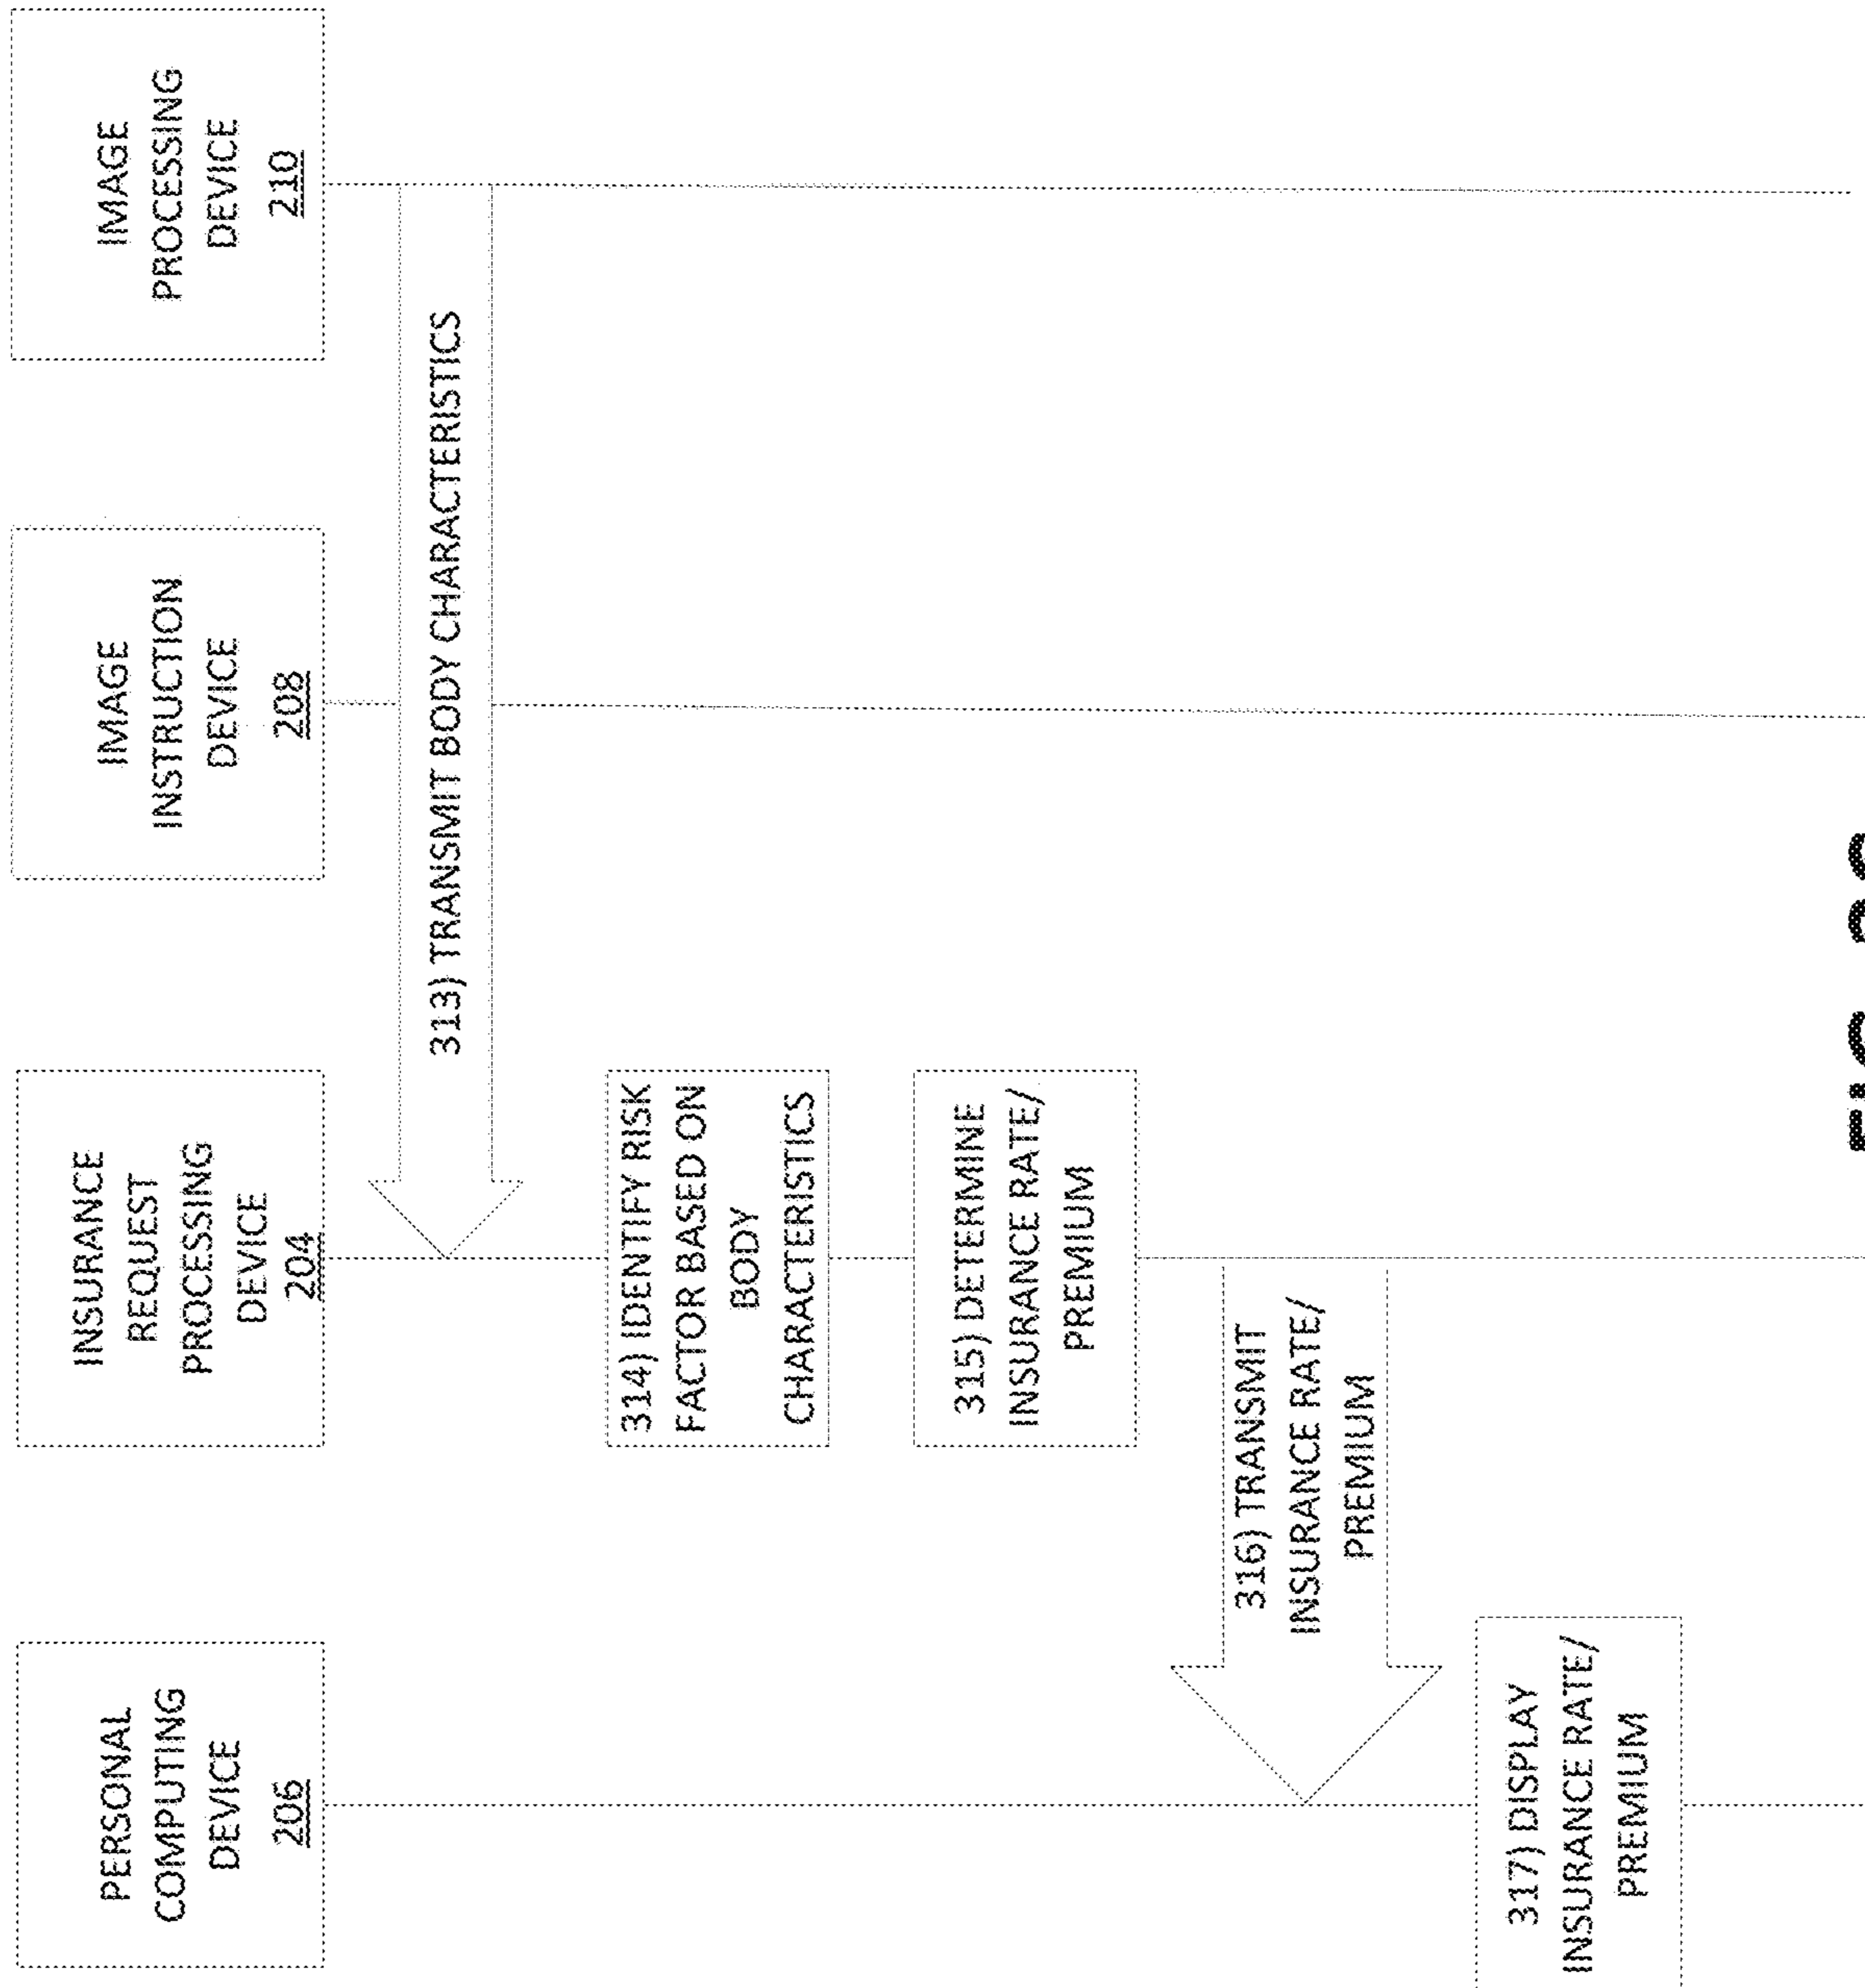 PERSONAL
COMPUTING
DEVICE
206
INSURANCE
REQUEST
PROCESSING
DEVICE
204
IMAGE
INSTRUCTION
DEVICE
208
IMAGE
PROCESSING
DEVICE
210
313) TRANSMIT BODY CHARACTERISTICS
314) IDENTIFY RISK
FACTOR BASED ON
BODY
CHARACTERISTICS
315) DETERMINE
INSURANCE RATE/
PREMIUM
316) TRANSMIT
INSURANCE RATE/
PREMIUM
317) DISPLAY
INSURANCE RATE/
PREMIUM